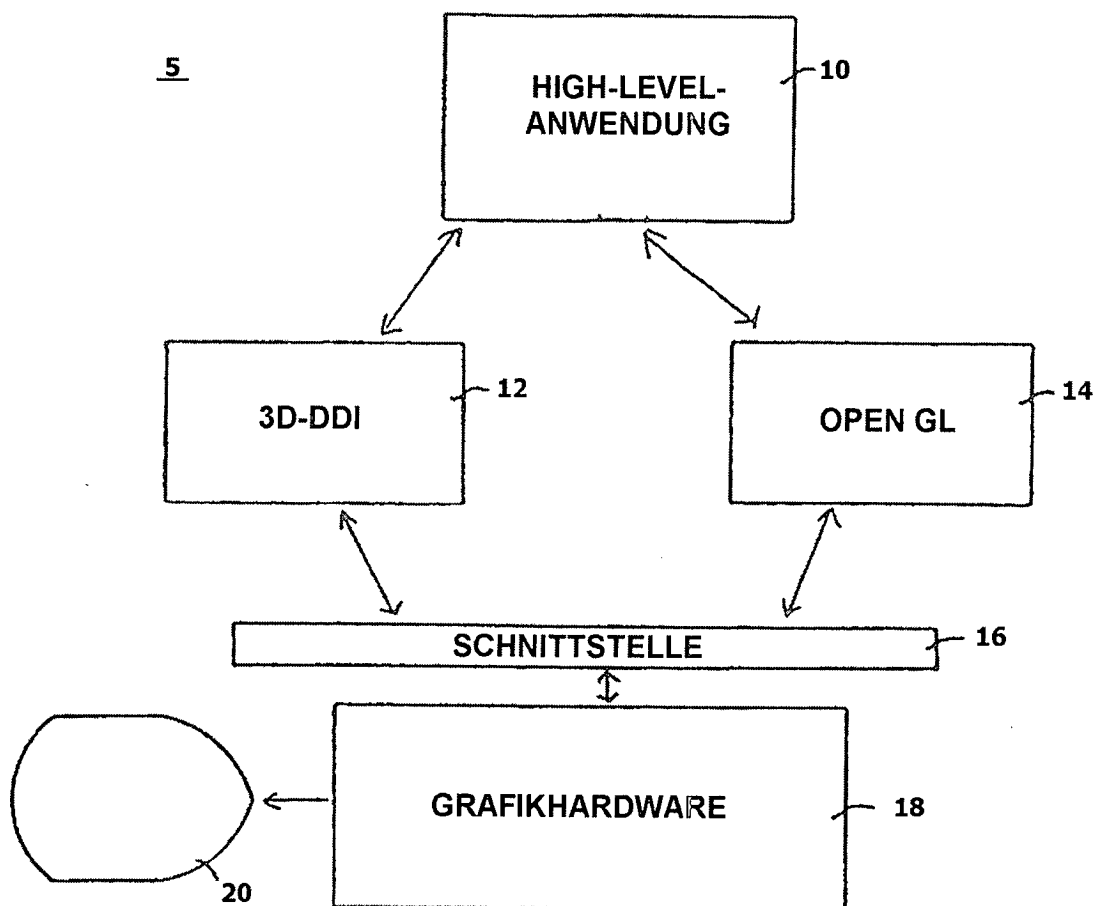 5
10
HIGH-LEVEL-
ANWENDUNG
12
3D-DDI
14
OPEN GL
SCHNITTSTELLE
16
GRAFIKHARDWARE
18
20